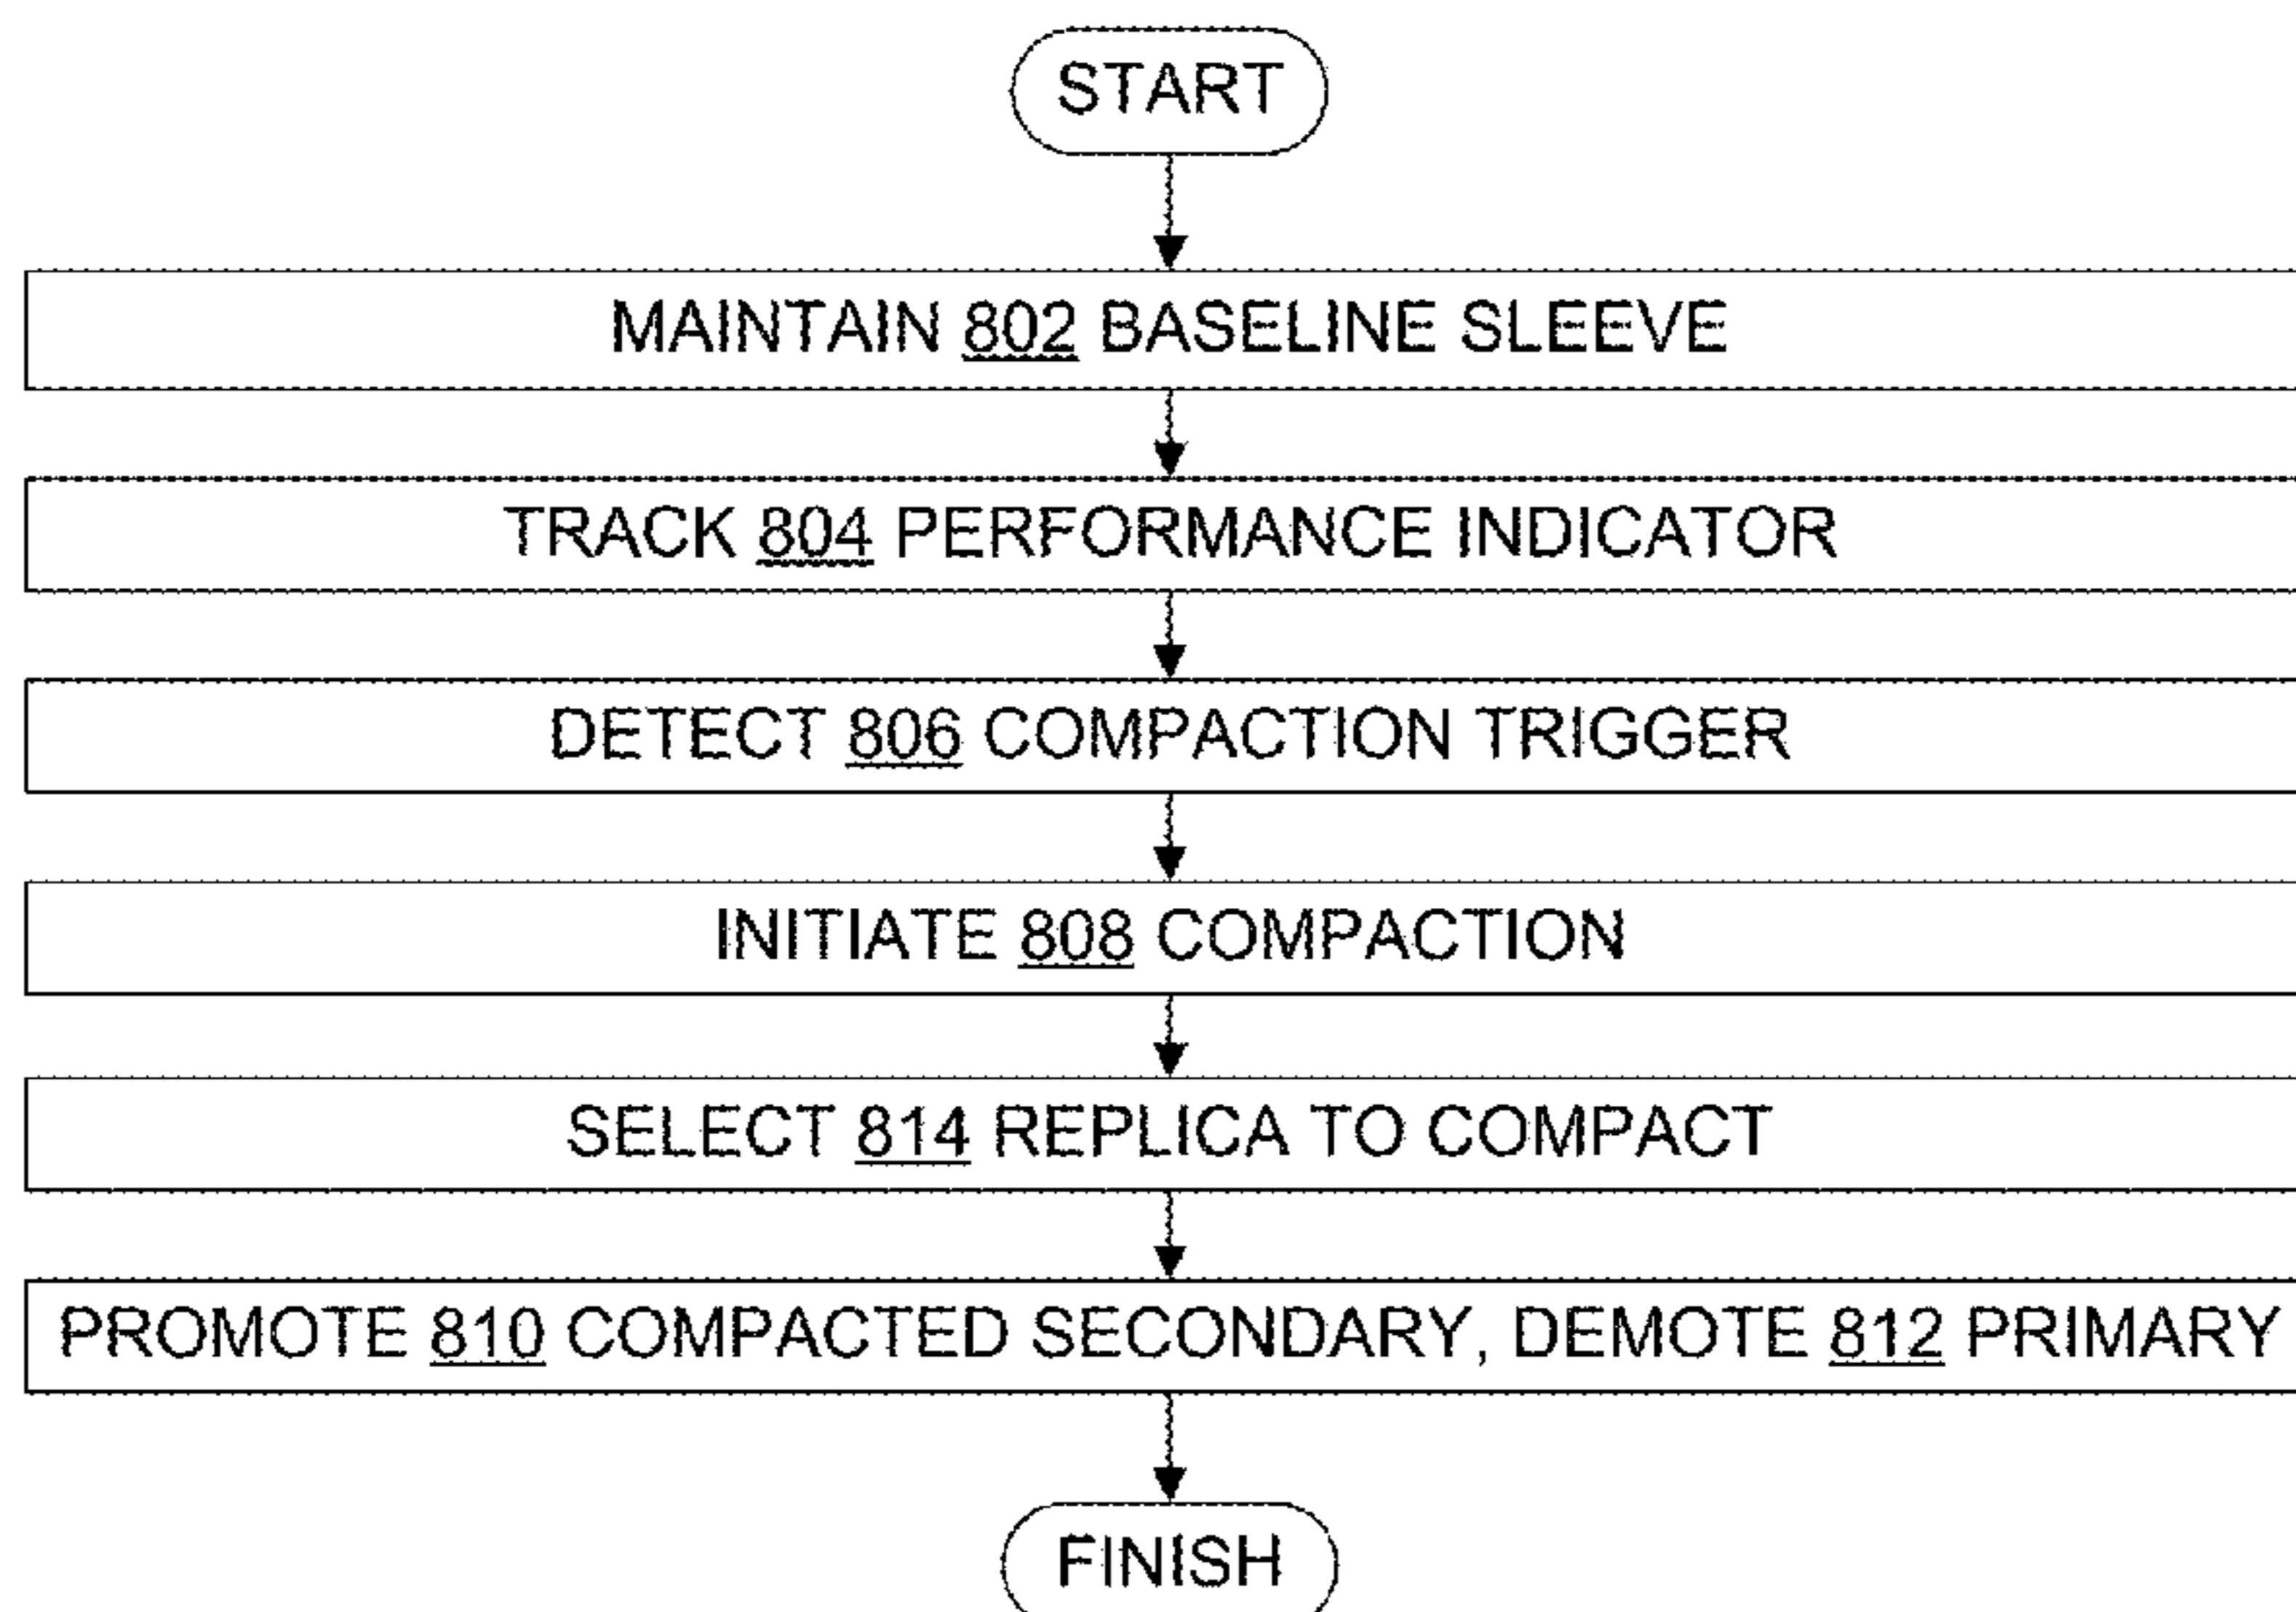 START
MAINTAIN 802 BASELINE SLEEVE
TRACK 804 PERFORMANCE INDICATOR
DETECT 806 COMPACTION TRIGGER
INITIATE 808 COMPACTION
SELECT 814 REPLICA TO COMPACT
PROMOTE 810 COMPACTED SECONDARY, DEMOTE 812 PRIMARY
FINISH